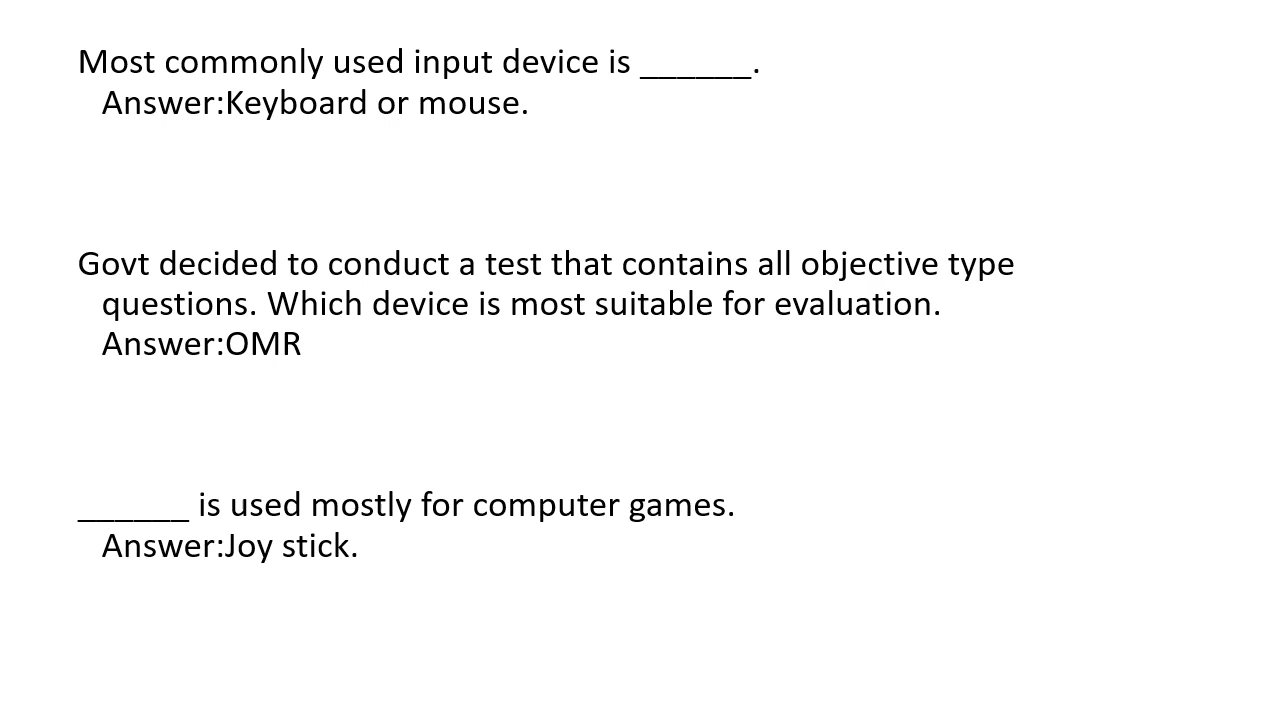 Most commonly used input device is ______.
Answer:Keyboard or mouse.
Govt decided to conduct a test that contains all objective type
questions. Which device is most suitable for evaluation.
Answer:OMR
______ is used mostly for computer games.
Answer:Joy stick.